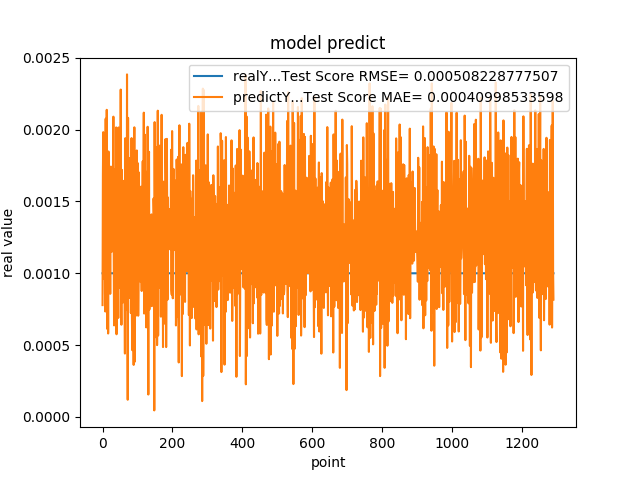 model predict
realY...Test Score RMSE= 0.000508228777507
predictY...Test Score MAE= 0.00040998533598
0.0025
0.0020
0.0015
0.0010
0.0005
0.0000
real value
0 200 400 600 800 1000 1200
point